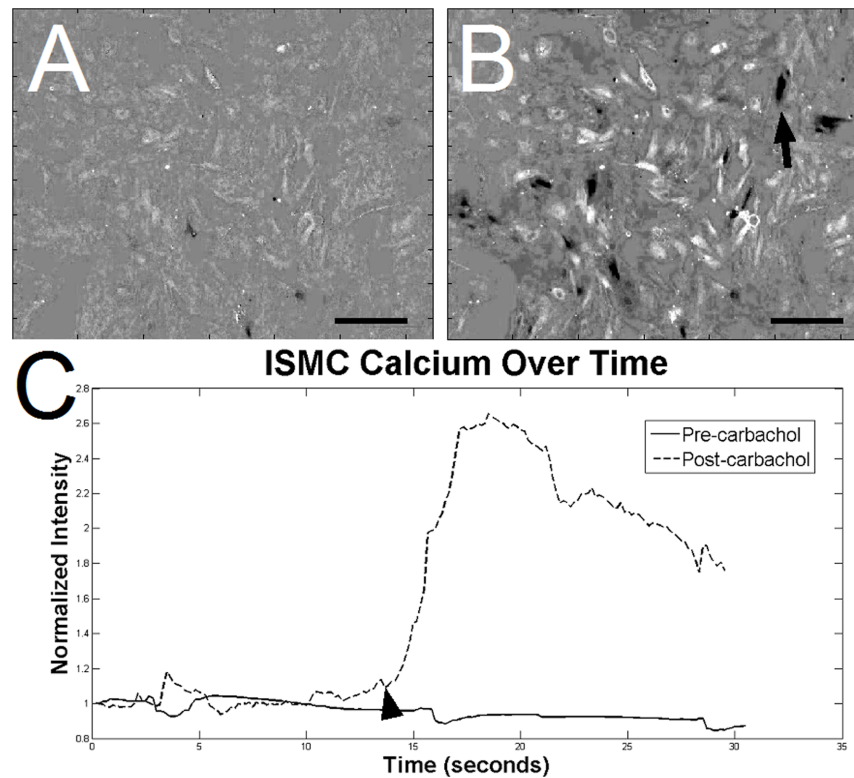 A
B
C
ISMC Calcium Over Time
Normalized Intensity
2.8
2.6
2.4
2.2
2
1.8
1.6
1.4
1.2
1
0.8
Pre-carbachol
Post-carbachol
0 5 10 15 20 25 30 35
Time (seconds)